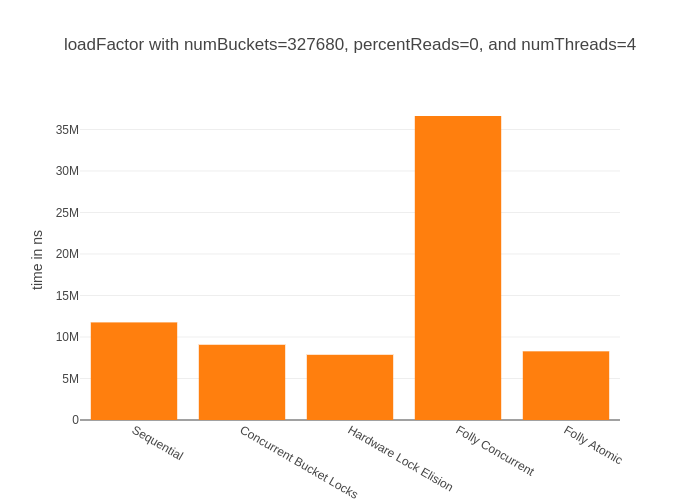 loadFactor with numBuckets=327680, percentReads=0, and numThreads=4
35M
30M
25M
20M
15M
10M
5M
0
time in ns
Sequential
Concurrent Bucket Locks
Hardware Lock Elision
Folly Concurrent
Folly Atomic